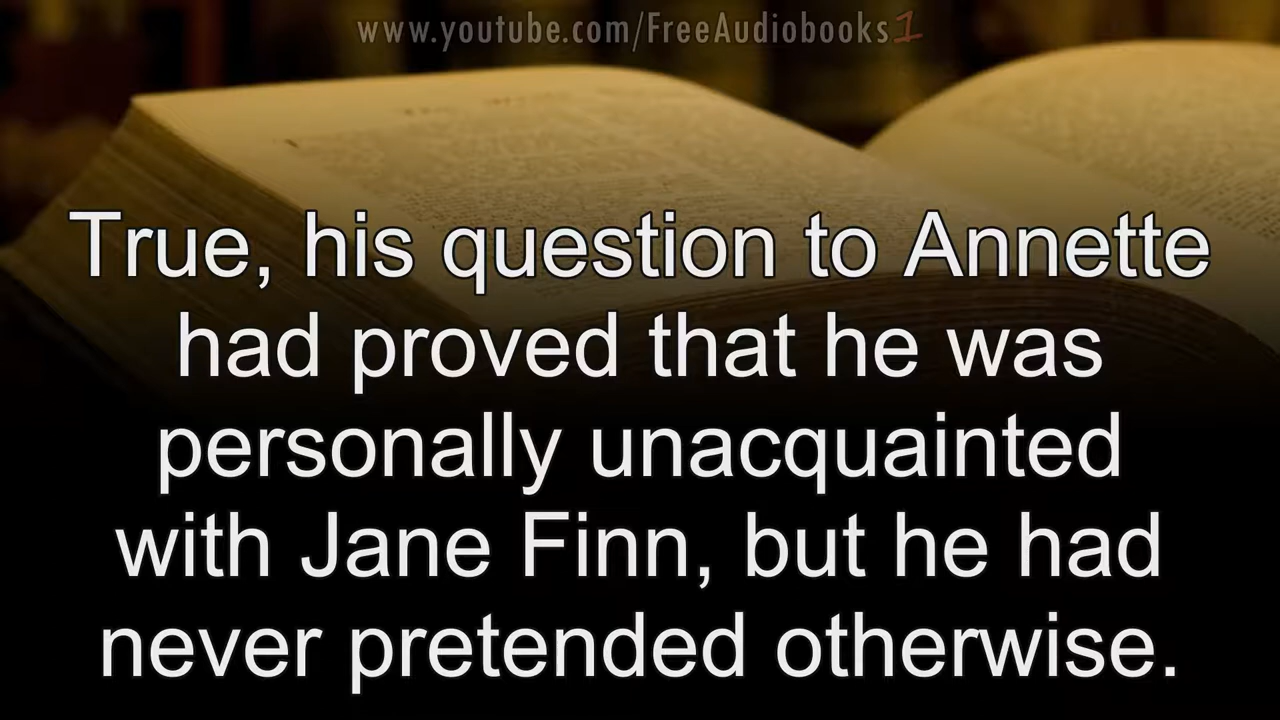 www.youtube.com/FreeAudiobooks1
True, his question to Annette
had proved that he was
personally unacquainted
with Jane Finn, but he had
never pretended otherwise.